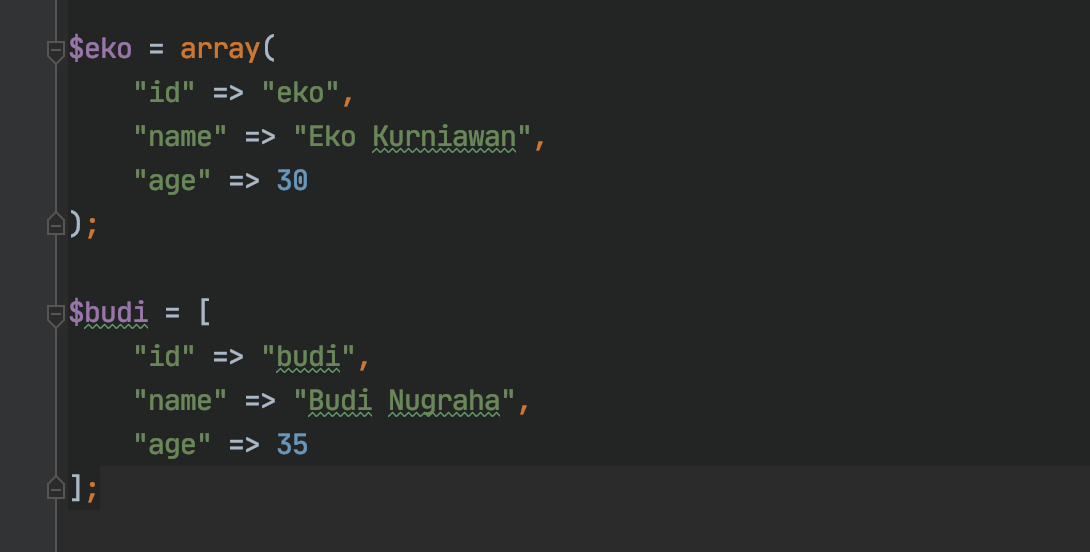 $eko = array(
    "id" => "eko",
    "name" => "Eko Kurniawan",
    "age" => 30
);

$budi = [
    "id" => "budi",
    "name" => "Budi Nugraha",
    "age" => 35
];